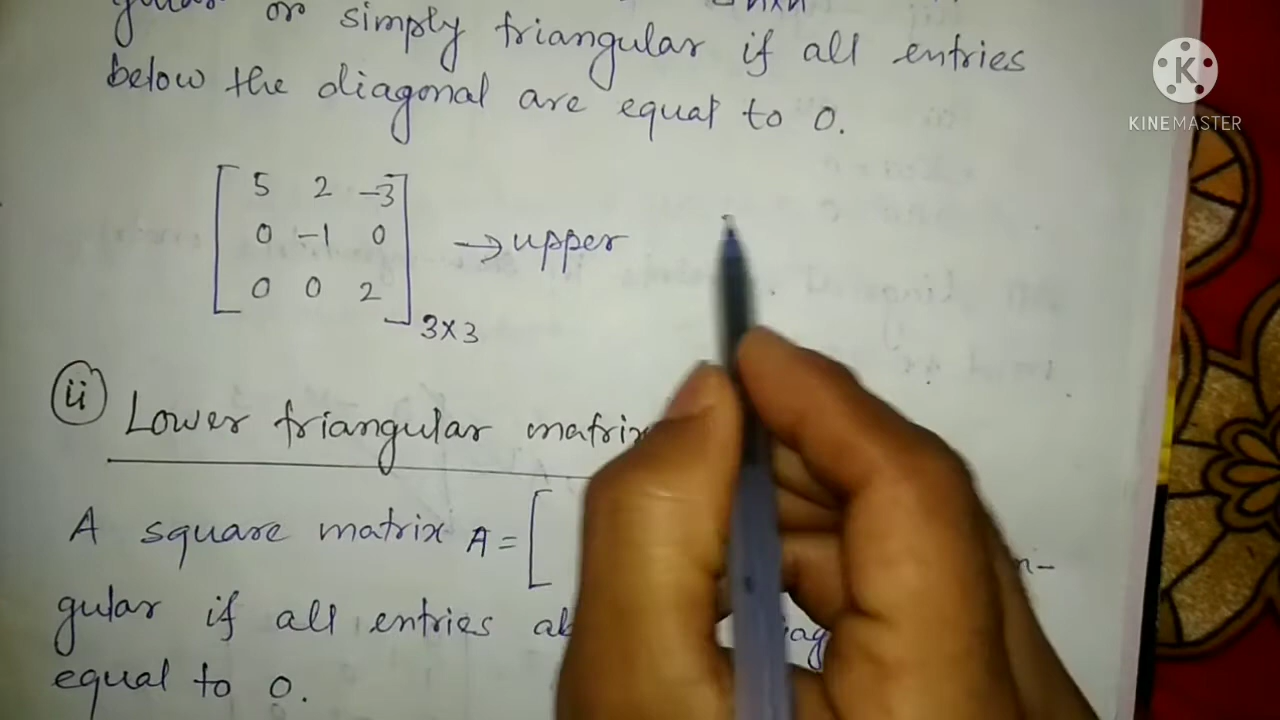 or simply triangular if all entries
below the diagonal are equal to 0.
KINEMASTER
5 2 -3
0 -1 0 → upper
0 0 2
3×3
(ii) Lower triangular matrix
A square matrix A = [
gular if all entries
equal to 0.